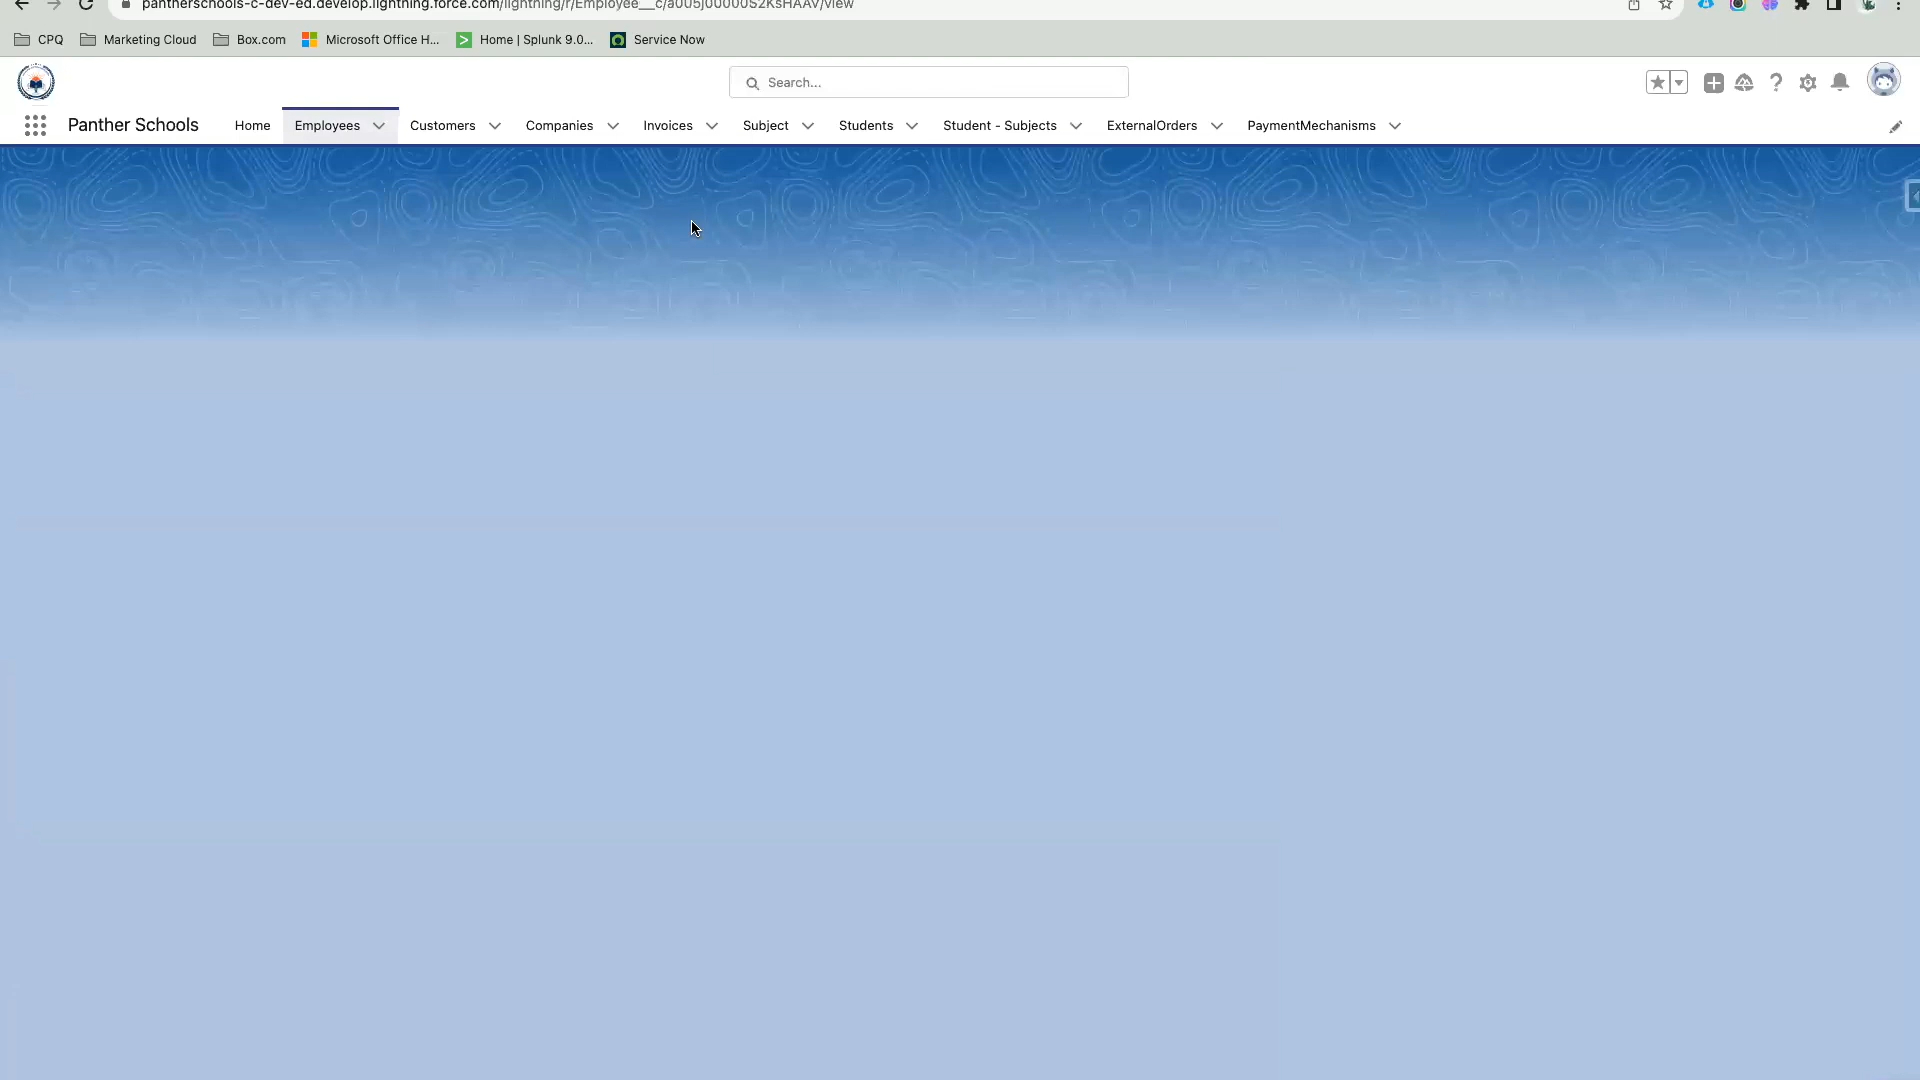 pantherschools-c-dev-ed.develop.lightning.force.com/lightning/r/Employee__c/a005j00000S2KsHAAV/view
CPQ Marketing Cloud Box.com Microsoft Office H... Home | Splunk 9.0... Service Now
Search...
Panther Schools Home Employees Customers Companies Invoices Subject Students Student - Subjects ExternalOrders PaymentMechanisms